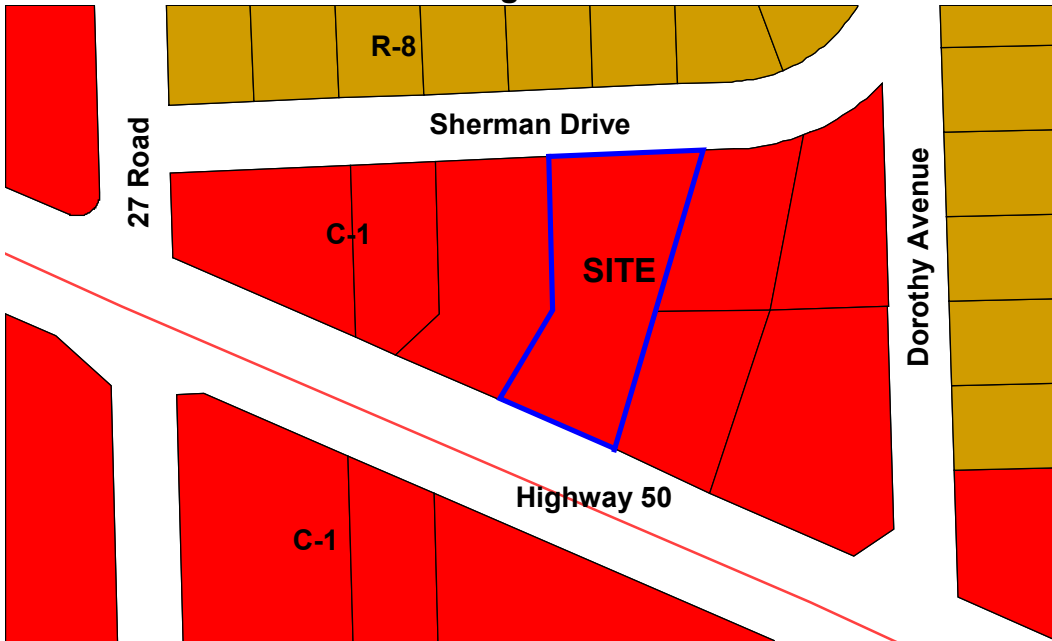 R-8
Sherman Drive
27 Road
C-1
SITE
Dorothy Avenue
Highway 50
C-1